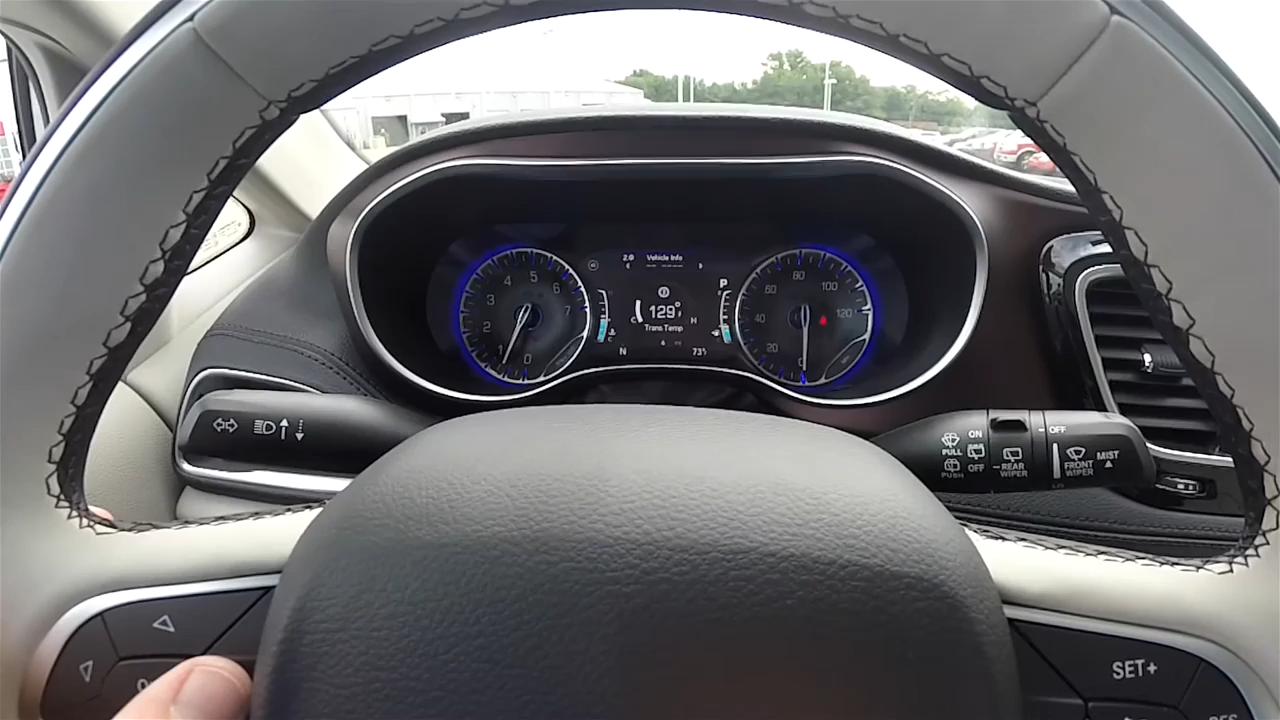 Vehicle Info
P
129°
C H
Trans Temp
N
73°
0
1
2
3
4
5
6
7
0
20
40
60
80
100
120
ON
PULL
OFF
PUSH
REAR
WIPER
OFF
FRONT
WIPER
MIST
LO
SET+